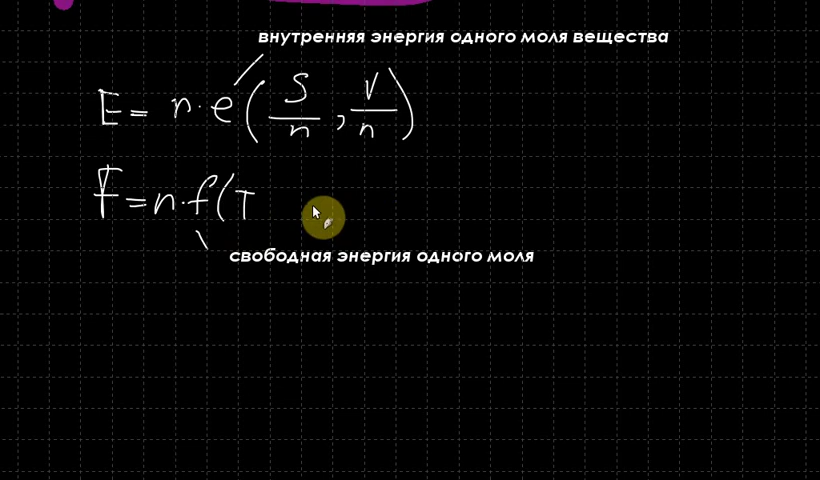 внутренняя энергия одного моля вещества
E = n · e ( S/n , V/n )
F = n · f ( T
свободная энергия одного моля